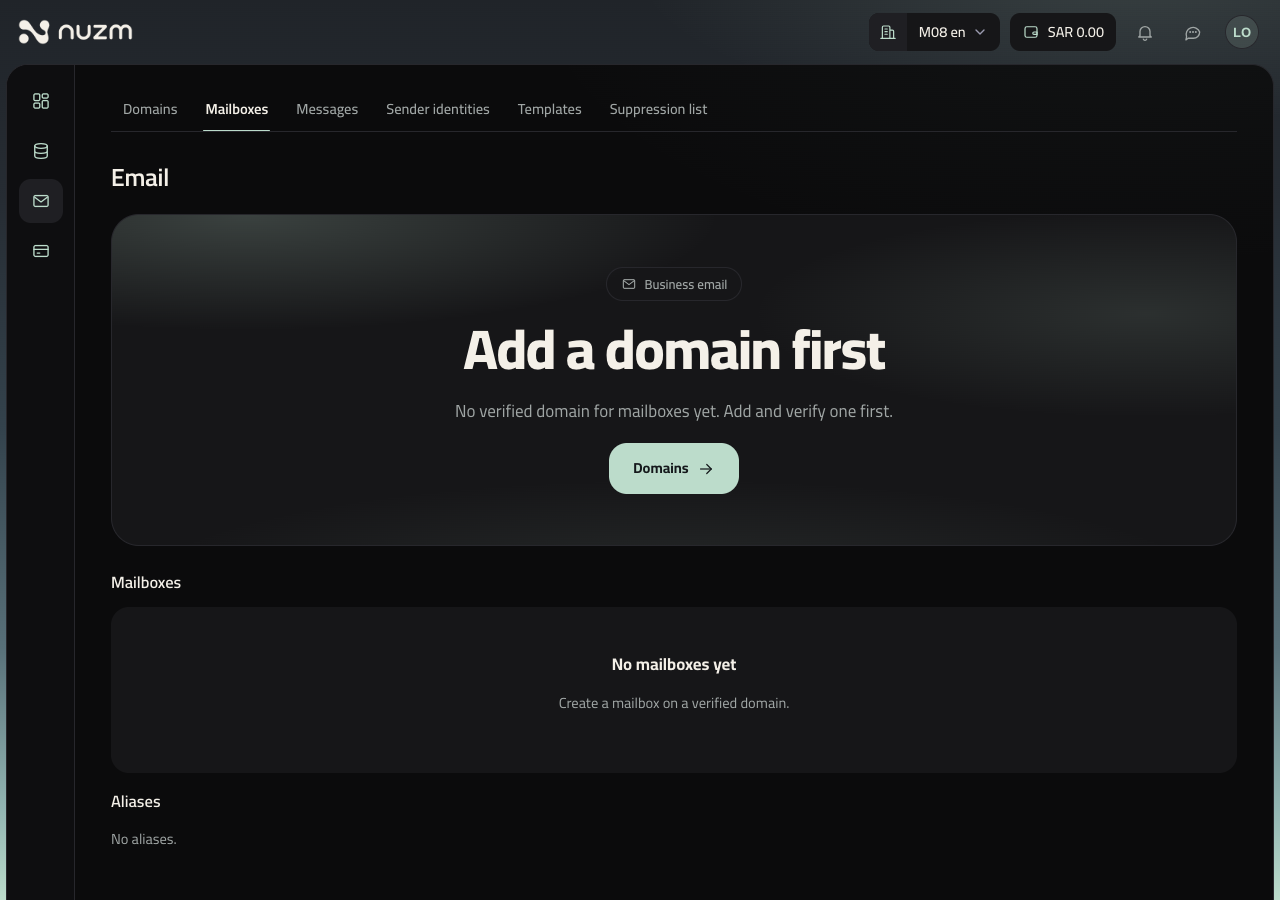 nuzm
M08 en
SAR 0.00
LO
Domains
Mailboxes
Messages
Sender identities
Templates
Suppression list
Email
Business email
Add a domain first
No verified domain for mailboxes yet. Add and verify one first.
Domains
Mailboxes
No mailboxes yet
Create a mailbox on a verified domain.
Aliases
No aliases.